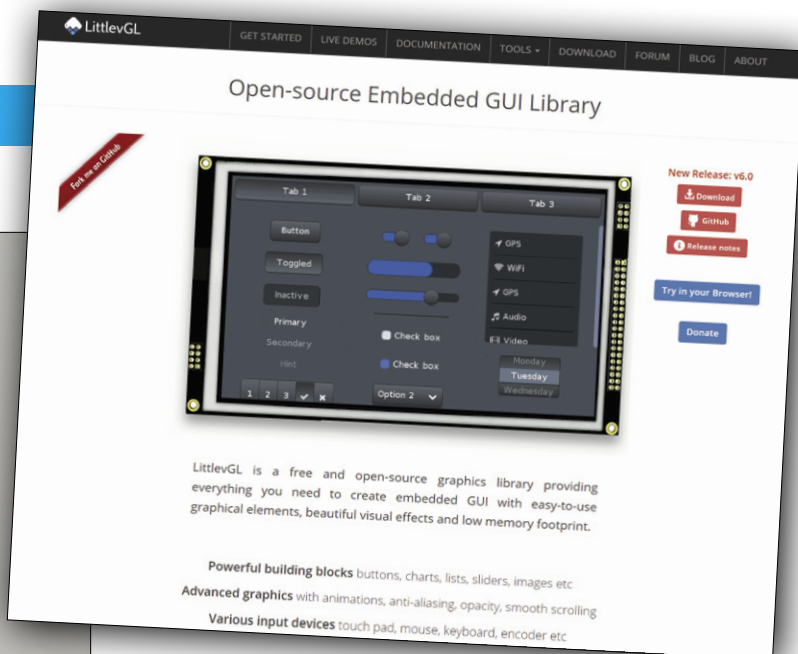 LittlevGL
GET STARTED LIVE DEMOS DOCUMENTATION TOOLS DOWNLOAD FORUM BLOG ABOUT
Open-source Embedded GUI Library
Fork me on GitHub
New Release: v6.0
Download
GitHub
Release notes
Try in your Browser!
Donate
Tab 1 Tab 2 Tab 3
Button
Toggled
Inactive
Primary
Secondary
Hint
1 2 3
Check box
Check box
Option 2
GPS
WiFi
GPS
Audio
Video
Monday
Tuesday
Wednesday
LittlevGL is a free and open-source graphics library providing
everything you need to create embedded GUI with easy-to-use
graphical elements, beautiful visual effects and low memory footprint.
Powerful building blocks buttons, charts, lists, sliders, images etc
Advanced graphics with animations, anti-aliasing, opacity, smooth scrolling
Various input devices touch pad, mouse, keyboard, encoder etc